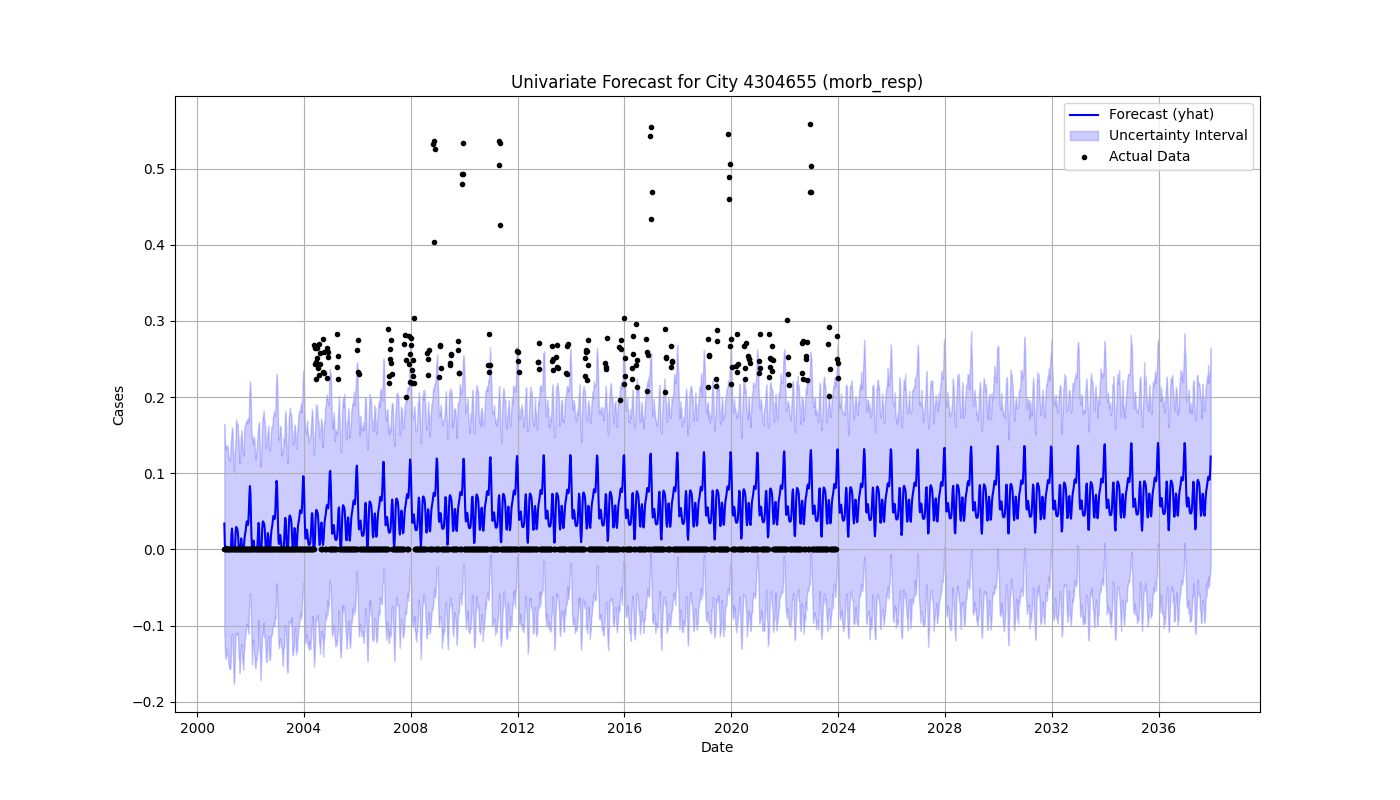 Univariate Forecast for City 4304655 (morb_resp)
Forecast (yhat)
Uncertainty Interval
Actual Data
Cases
0.5
0.4
0.3
0.2
0.1
0.0
−0.1
−0.2
2000 2004 2008 2012 2016 2020 2024 2028 2032 2036
Date